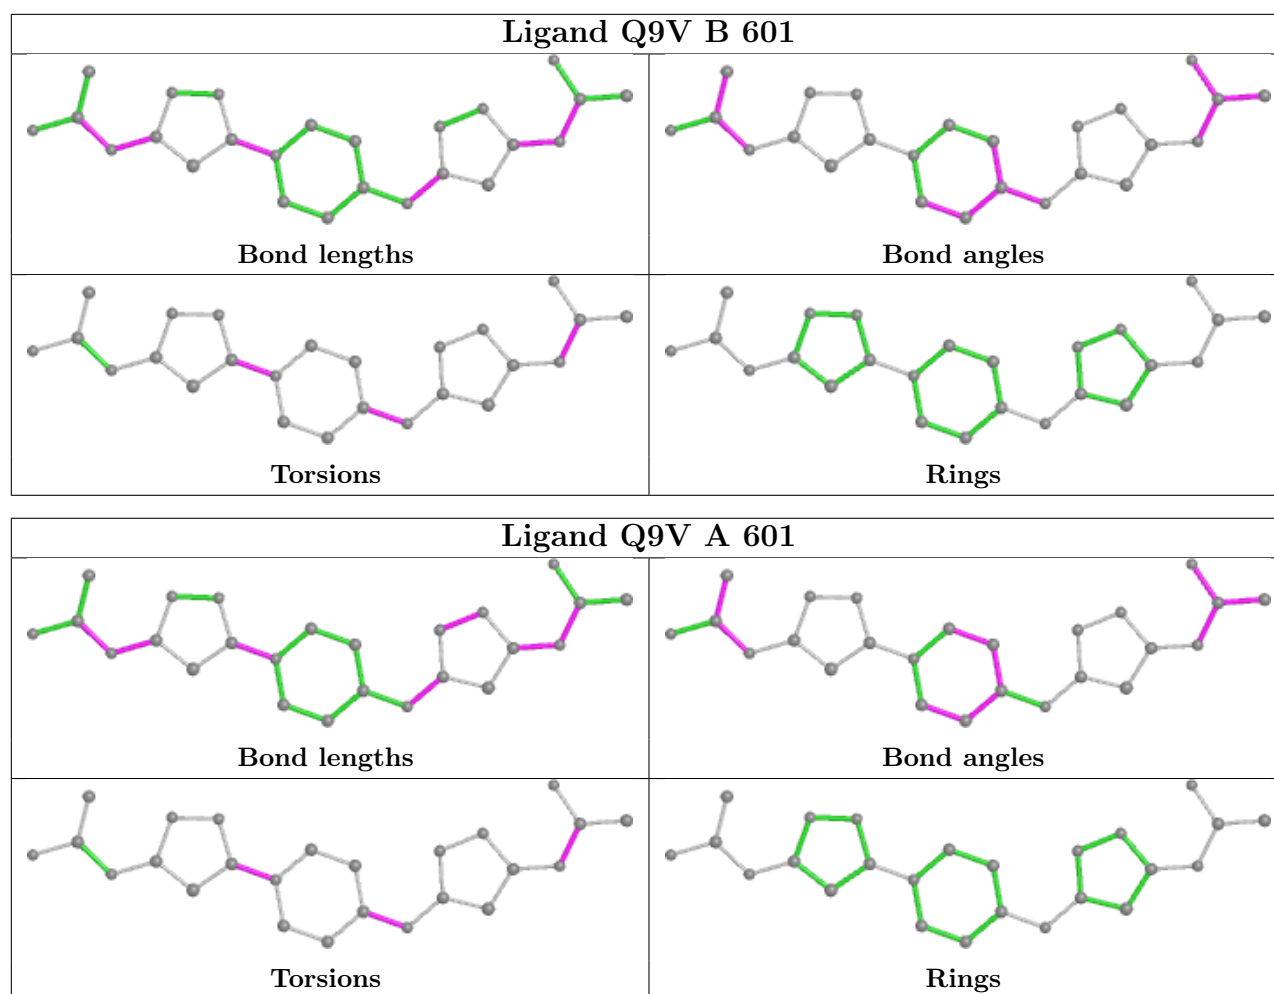 Ligand Q9V B 601
Bond lengths Bond angles
Torsions Rings
Ligand Q9V A 601
Bond lengths Bond angles
Torsions Rings